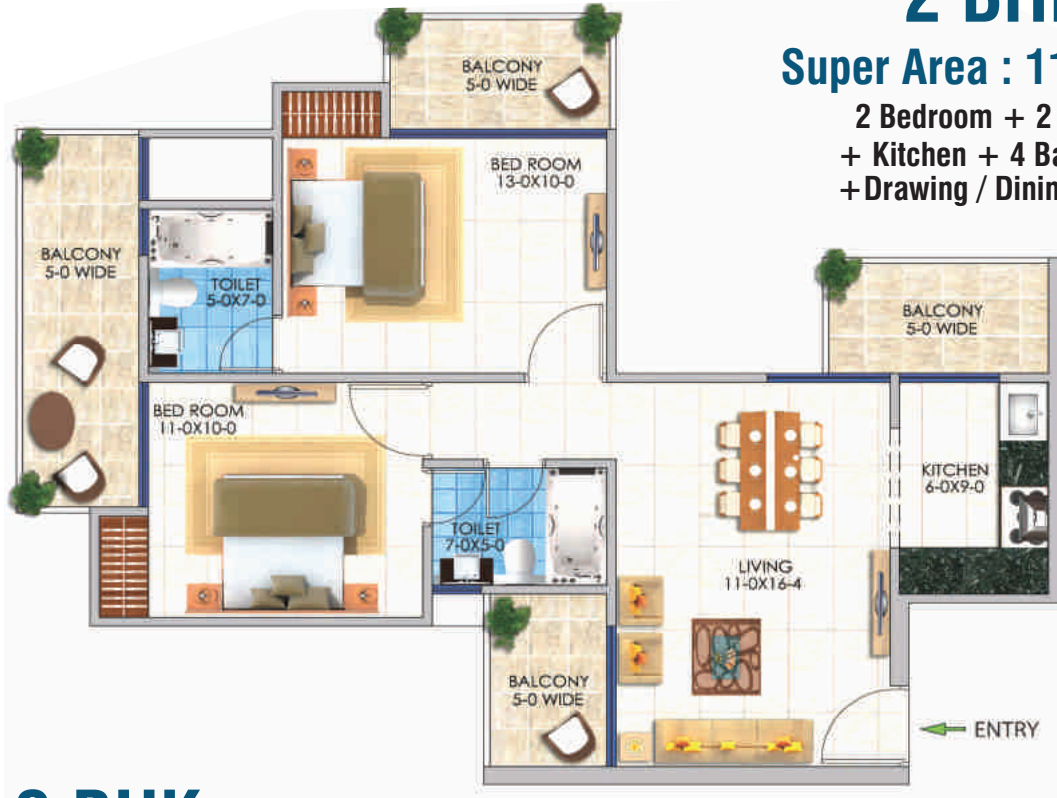 2
Super Area : 11
2 Bedroom + 2
+ Kitchen + 4 Ba
+Drawing / Dinin
BALCONY
5-0 WIDE
BED ROOM
13-0X10-0
BALCONY
5-0 WIDE
TOILET
5-0X7-0
BALCONY
5-0 WIDE
BED ROOM
11-0X10-0
KITCHEN
6-0X9-0
TOILET
7-0X5-0
LIVING
11-0X16-4
BALCONY
5-0 WIDE
ENTRY
BHK